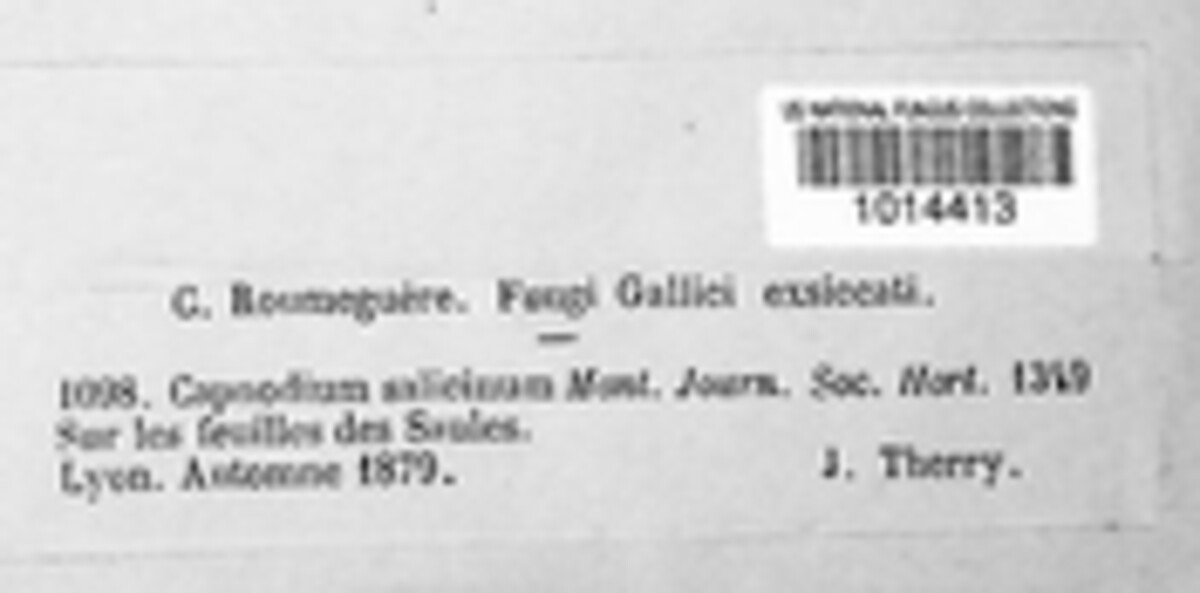 US NATIONAL FUNGUS COLLECTIONS
1014413
C. Roumeguère. Fungi Gallici exsiccati.
1098. Capnodium salicinum Mont. Journ. Soc. Hort. 1349
Sur les feuilles des Saules.
Lyon. Automne 1879.
J. Therry.